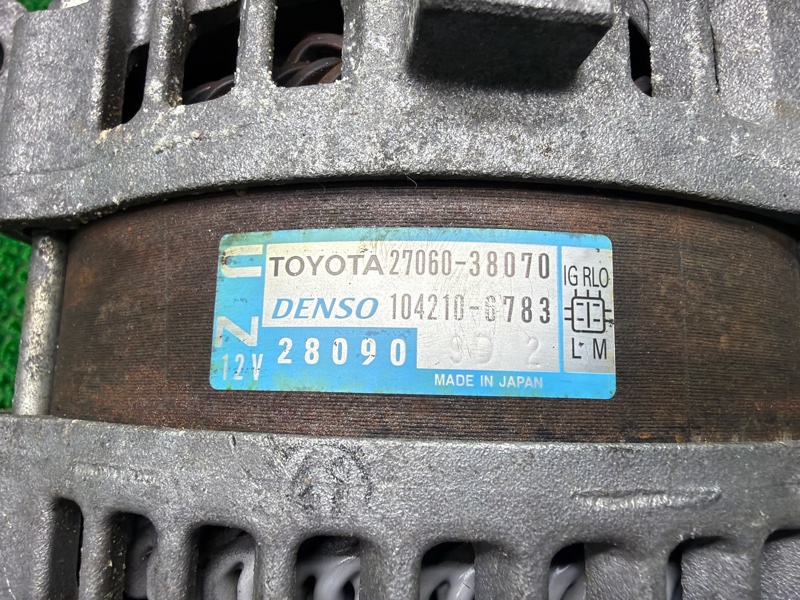 TOYOTA 27060-38070
DENSO 104210-6783
12V 28090
MADE IN JAPAN
IG RLO
L M